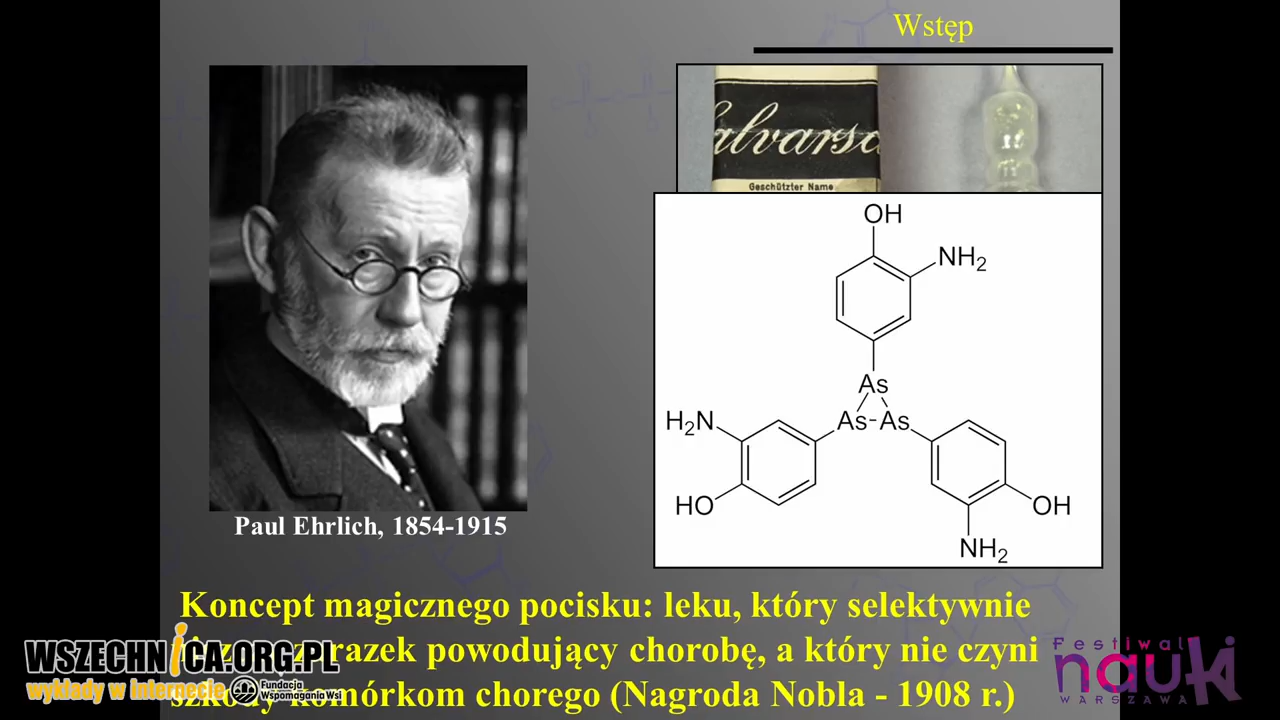 Wstęp
alvarsa
Geschützter Name
OH
NH2
As
As-As
H2N
HO
OH
NH2
Paul Ehrlich, 1854-1915
Koncept magicznego pocisku: leku, który selektywnie
powodujący chorobę, a który nie czyni
komórkom chorego (Nagroda Nobla - 1908 r.)
WSZECHNICA.ORG.PL
wykłady w internecie
Fundacja
Wspomagania Wsi
Festiwal
nauki
WARSZAWA